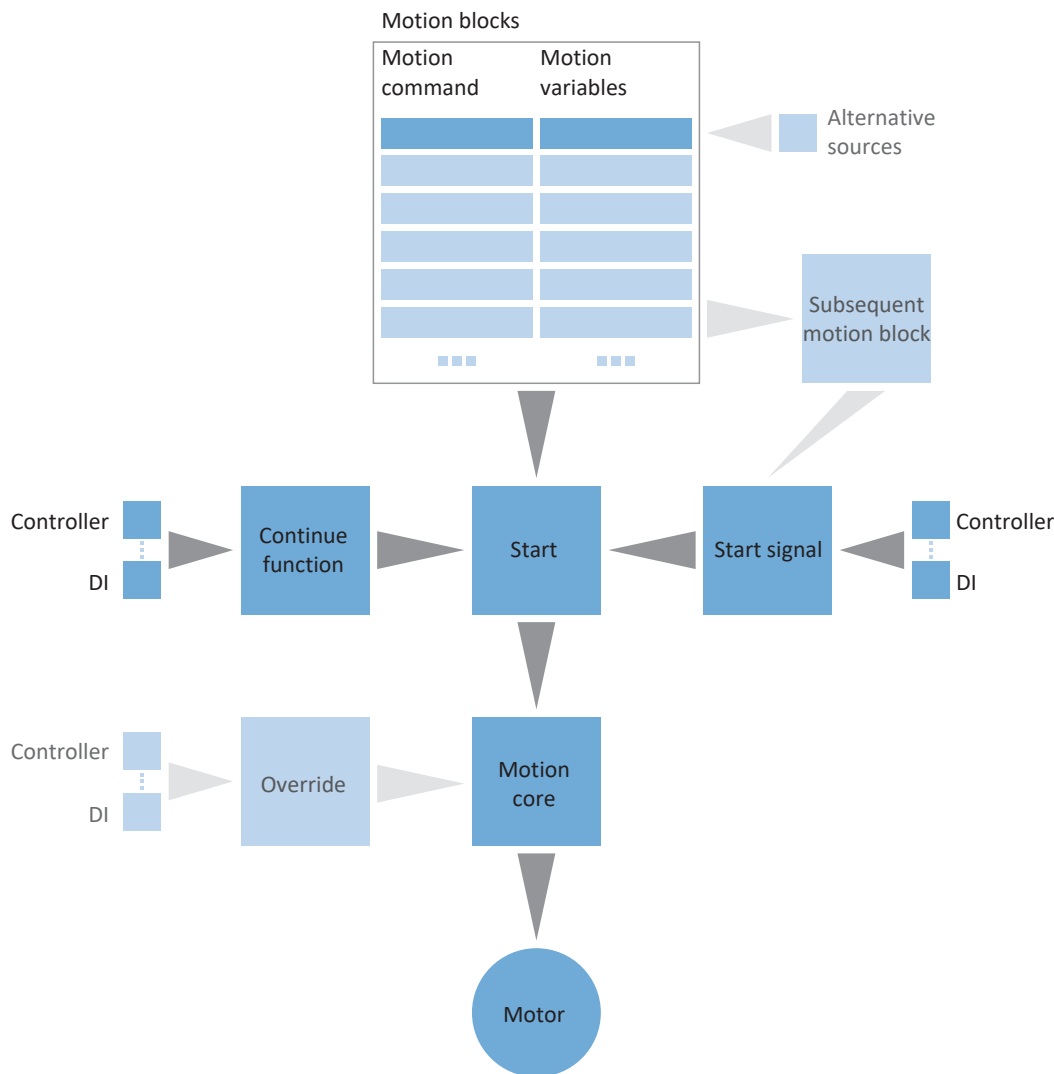 Motion blocks
Motion
command
Motion
variables
Alternative
sources
Subsequent
motion block
Controller
DI
Continue
function
Start
Start signal
Controller
DI
Controller
DI
Override
Motion
core
Motor